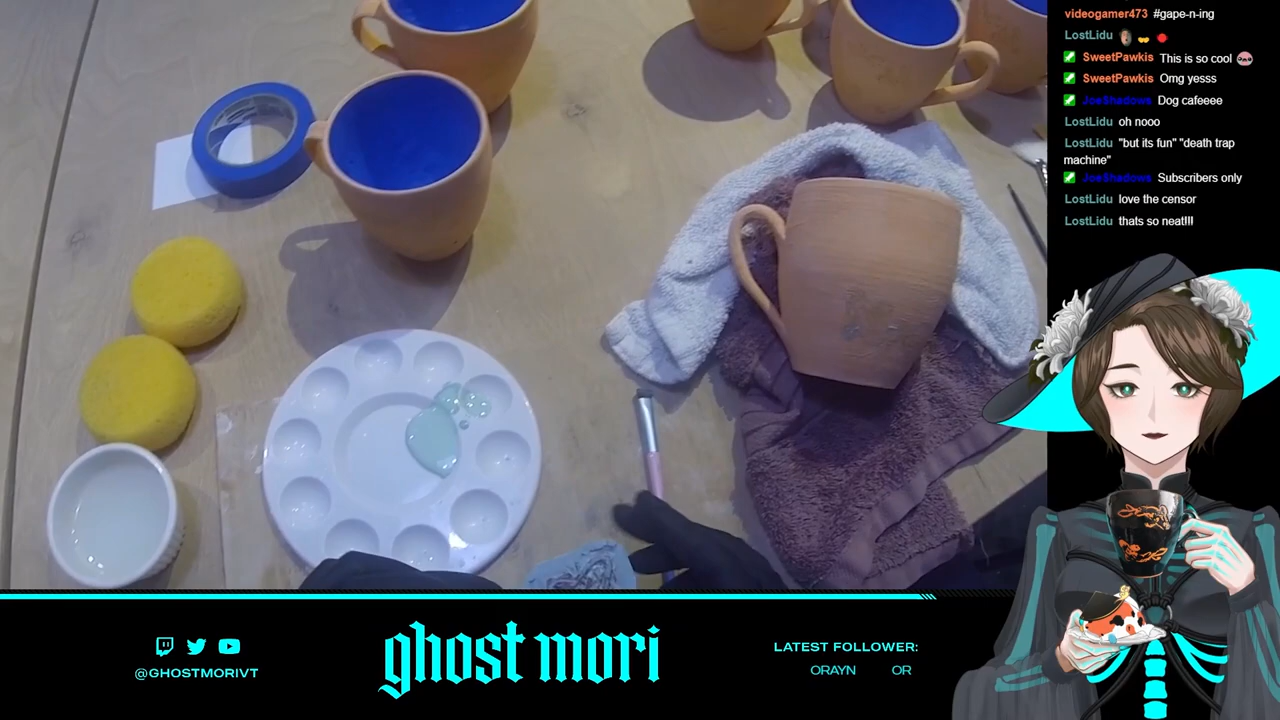 videogamer473 #gape-n-ing
LostLidu
SweetPawkis This is so cool
SweetPawkis Omg yesss
JoeShadows Dog cafeeee
LostLidu oh nooo
LostLidu "but its fun" "death trap
machine"
JoeShadows Subscribers only
LostLidu love the censor
LostLidu thats so neat!!!
@GHOSTMORIVT
ghost mori
LATEST FOLLOWER:
ORAYN OR